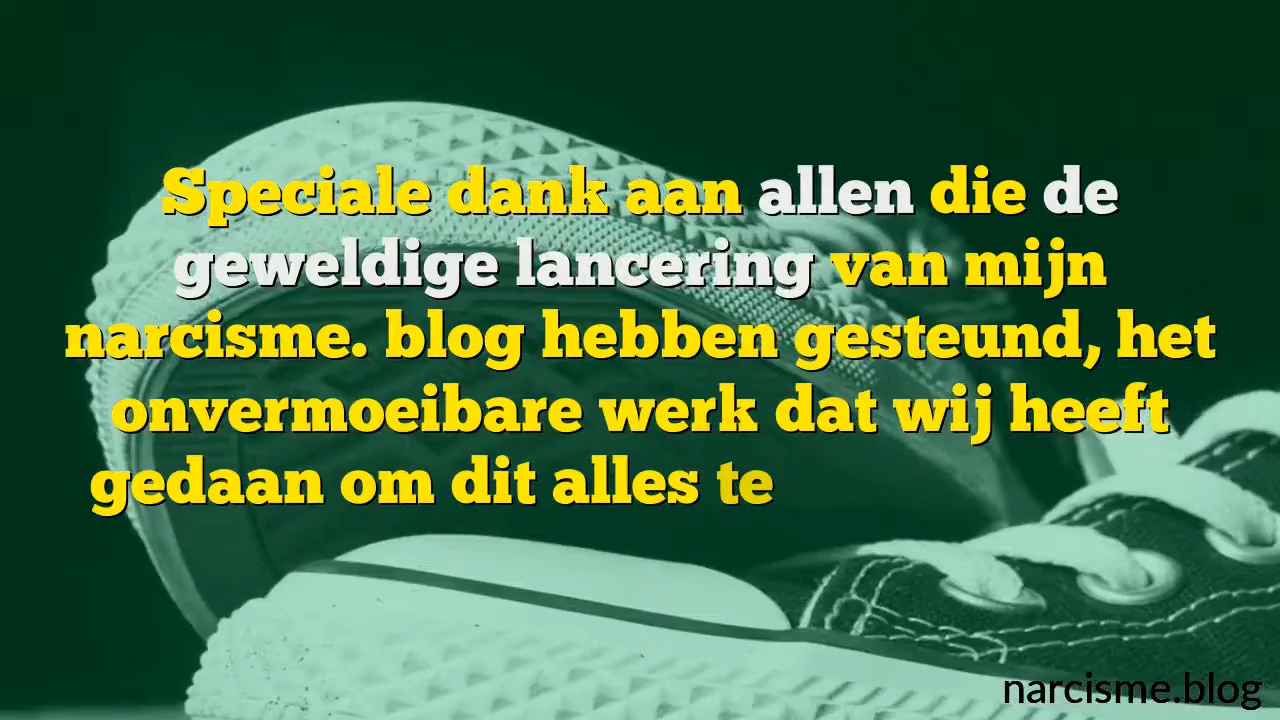 Speciale dank aan allen die de
geweldige lancering van mijn
narcisme. blog hebben gesteund, het
onvermoeibare werk dat wij heeft
gedaan om dit alles te
narcisme.blog